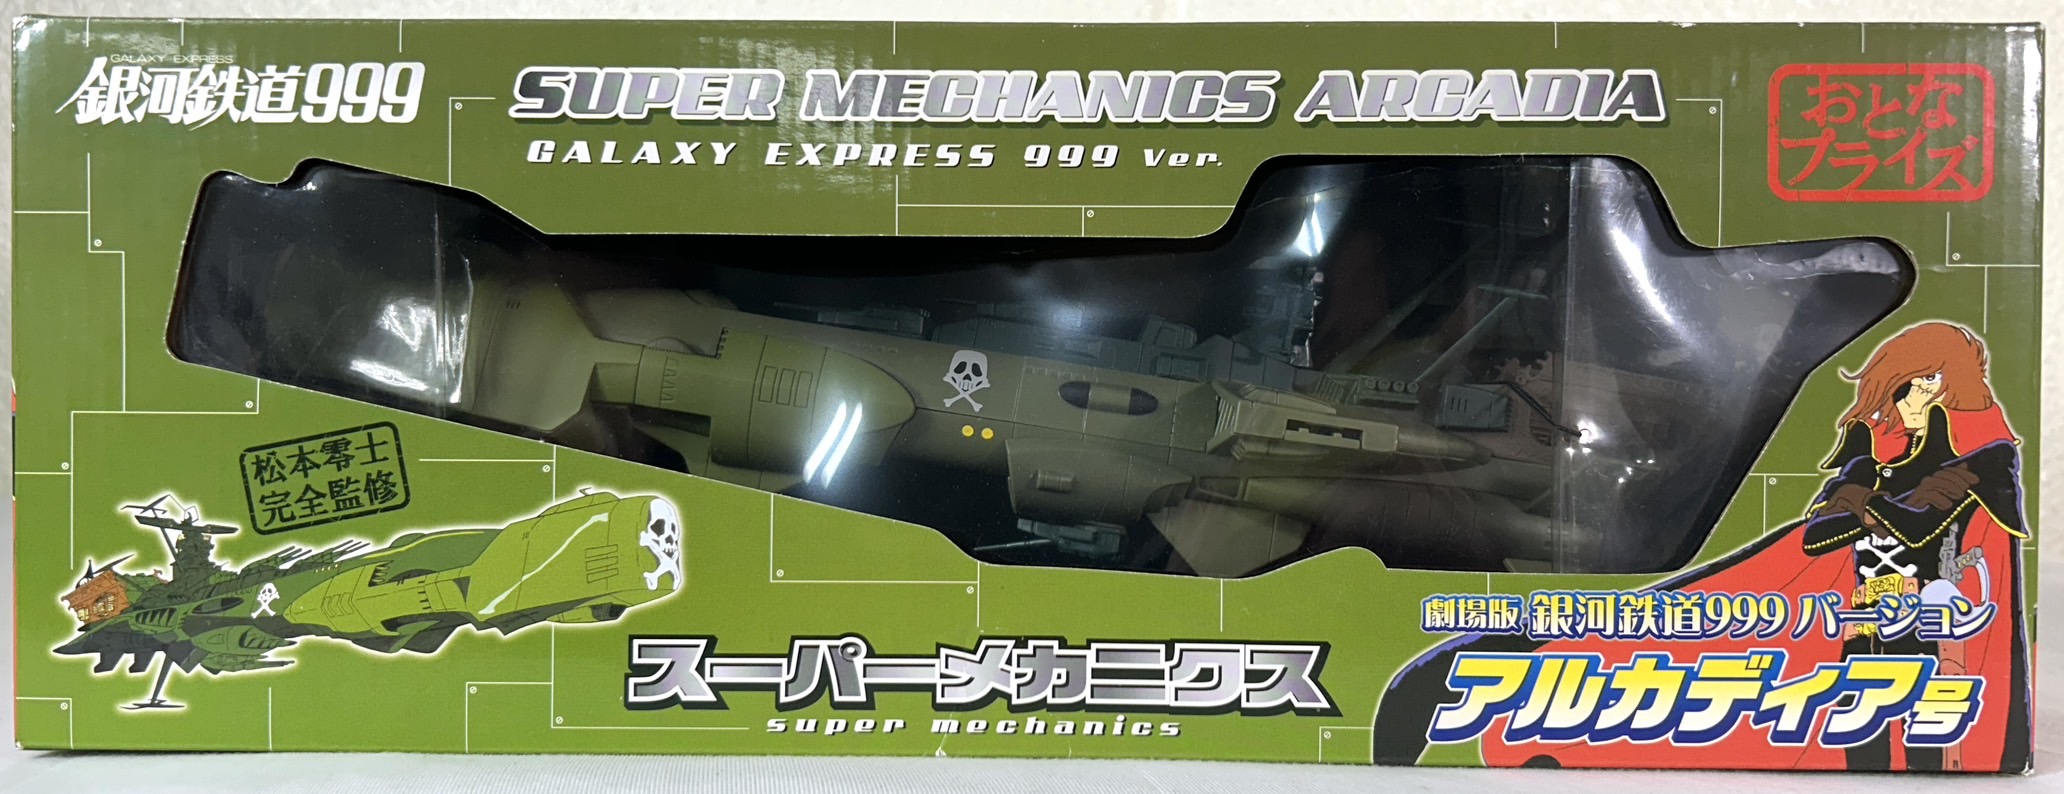 GALAXY EXPRESS
銀河鉄道999
SUPER MECHANICS ARCADIA
GALAXY EXPRESS 999 Ver.
おとな
プライズ
松本零士
完全監修
スーパーメカニクス
super mechanics
劇場版 銀河鉄道999 バージョン
アルカディア号